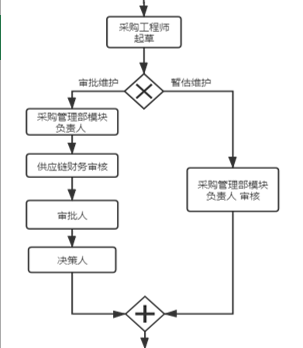 采购工程师
起草
审批维护
暂估维护
采购管理部模块
负责人
供应链财务审核
审批人
决策人
采购管理部模块
负责人 审核